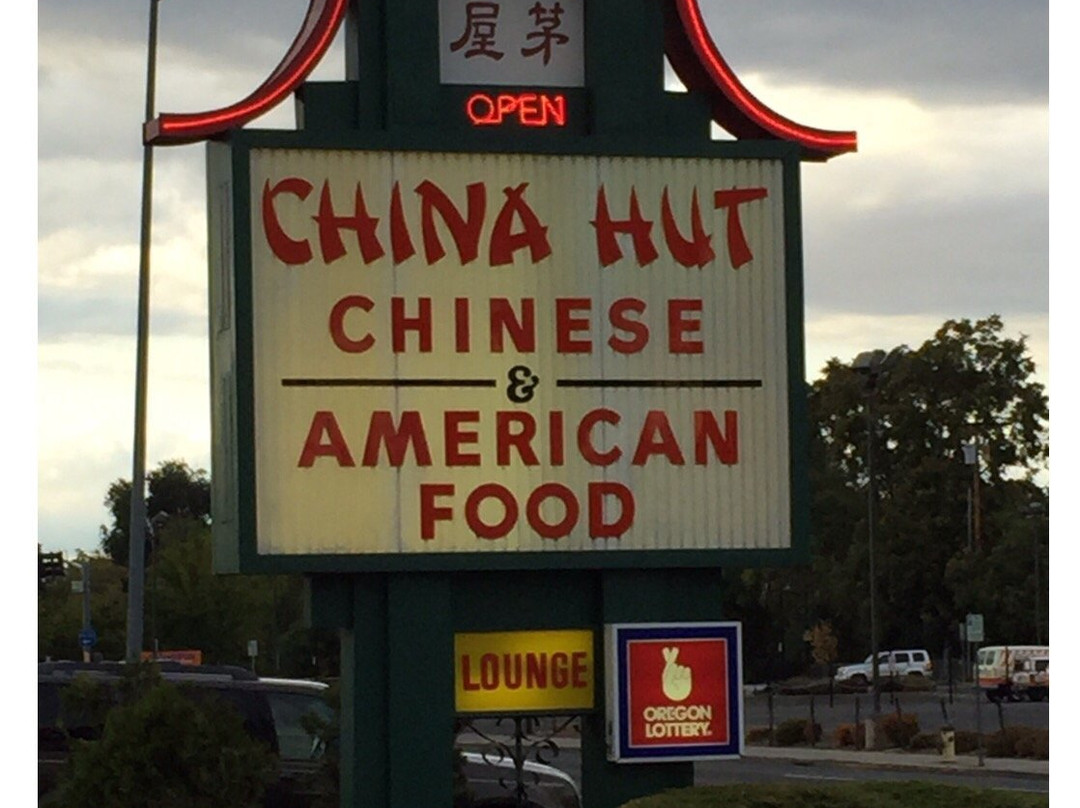 屋茅
OPEN
CHINA HUT
CHINESE
&
AMERICAN
FOOD
LOUNGE
OREGON
LOTTERY